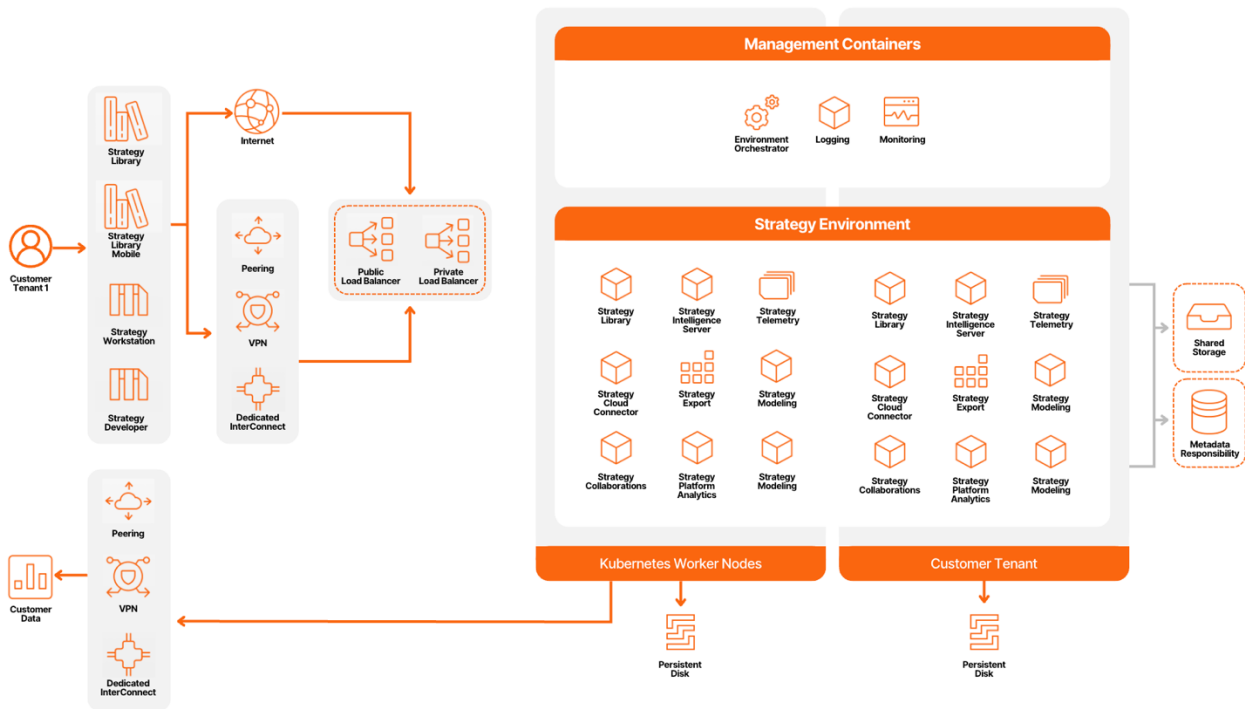 Management Containers
Environment
Orchestrator
Logging
Monitoring
Strategy
Library
Internet
Strategy
Library
Mobile
Customer
Tenant 1
Peering
Public
Load Balancer
Private
Load Balancer
Strategy
Workstation
VPN
Strategy
Developer
Dedicated
InterConnect
Strategy Environment
Strategy
Library
Strategy
Intelligence
Server
Strategy
Telemetry
Strategy
Library
Strategy
Intelligence
Server
Strategy
Telemetry
Strategy
Cloud
Connector
Strategy
Export
Strategy
Modeling
Strategy
Cloud
Connector
Strategy
Export
Strategy
Modeling
Strategy
Collaborations
Strategy
Platform
Analytics
Strategy
Modeling
Strategy
Collaborations
Strategy
Platform
Analytics
Strategy
Modeling
Shared
Storage
Metadata
Responsibility
Kubernetes Worker Nodes
Customer Tenant
Peering
VPN
Customer
Data
Dedicated
InterConnect
Persistent
Disk
Persistent
Disk